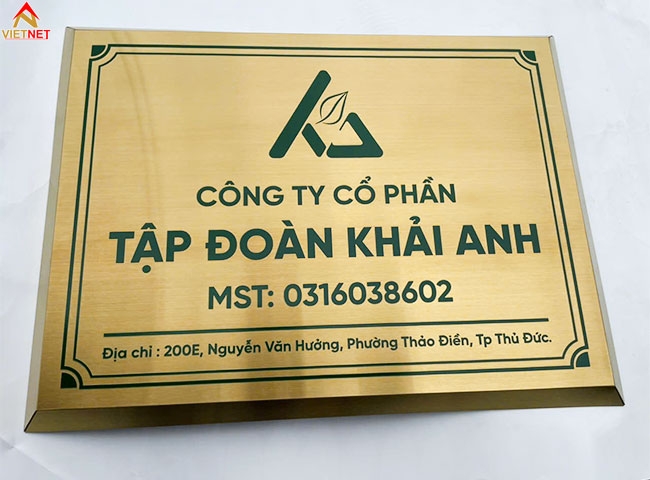 VIETNET
CÔNG TY CỔ PHẦN
TẬP ĐOÀN KHẢI ANH
MST: 0316038602
Địa chỉ : 200E, Nguyễn Văn Hưởng, Phường Thảo Điền, Tp Thủ Đức.